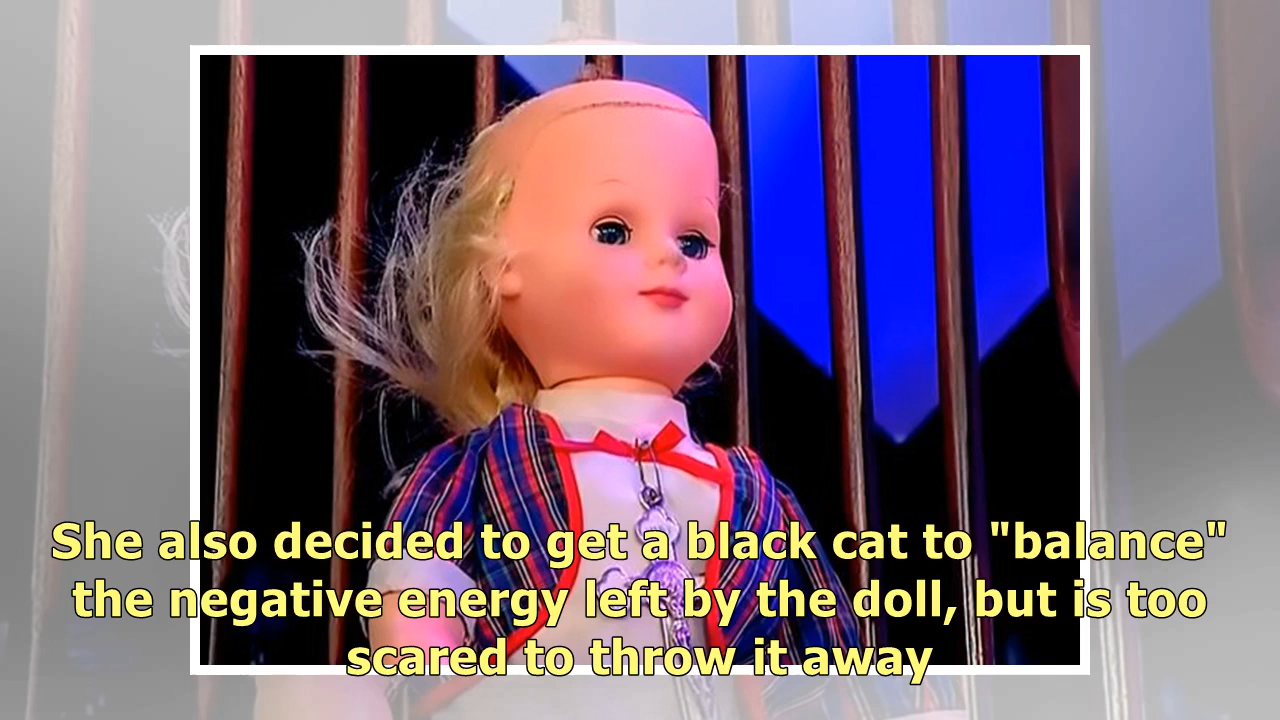 She also decided to get a black cat to "balance"
the negative energy left by the doll, but is too
scared to throw it away